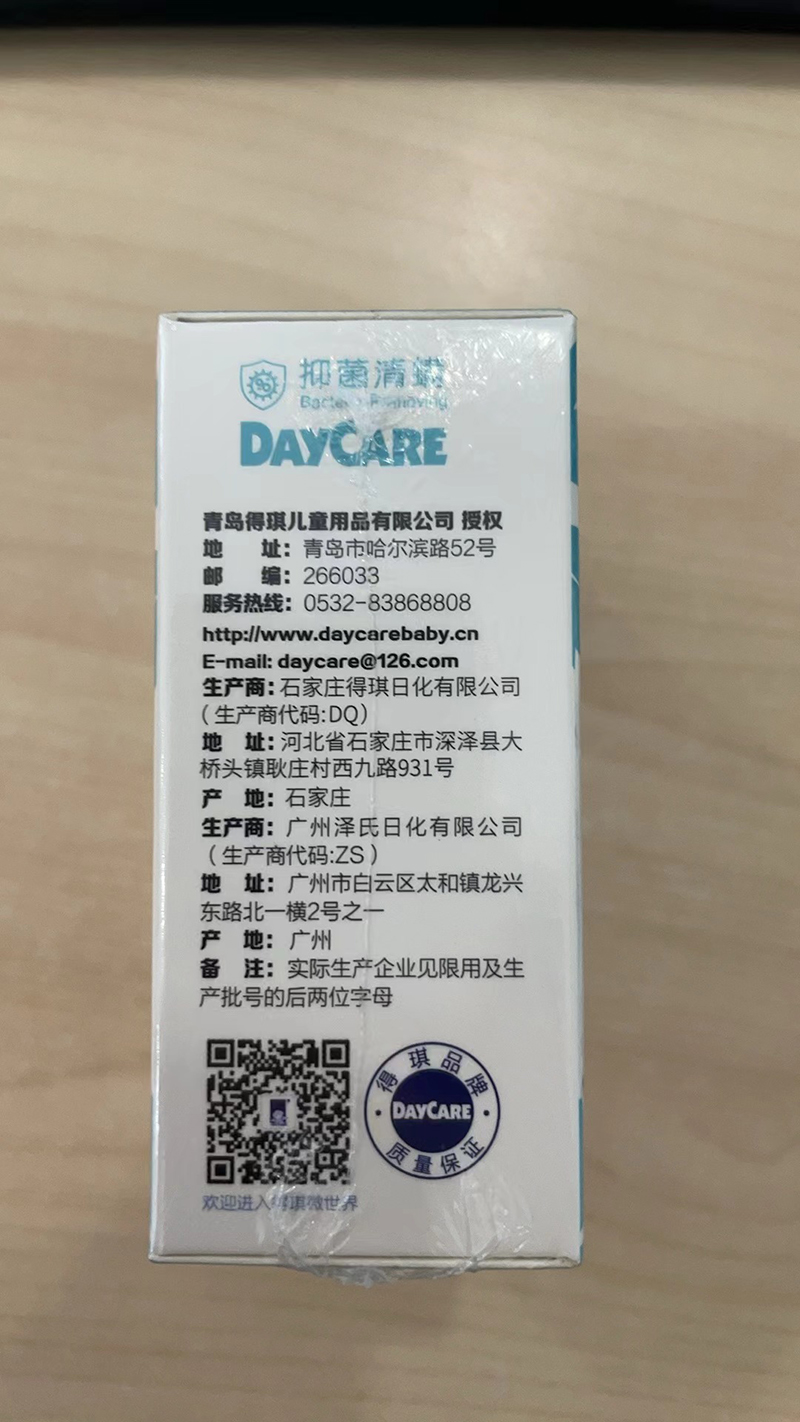 抑菌清螨
DAYCARE
青岛得琪儿童用品有限公司 授权
地 址：青岛市哈尔滨路52号
邮 编：266033
服务热线：0532-83868808
http://www.daycarebaby.cn
E-mail: daycare@126.com
生产商：石家庄得琪日化有限公司
（生产商代码:DQ）
地 址：河北省石家庄市深泽县大
桥头镇耿庄村西九路931号
产 地：石家庄
生产商：广州泽氏日化有限公司
（生产商代码:ZS）
地 址：广州市白云区太和镇龙兴
东路北一横2号之一
产 地：广州
备 注：实际生产企业见限用及生
产批号的后两位字母
得琪品牌
DAYCARE
质量保证
欢迎进入得琪微世界